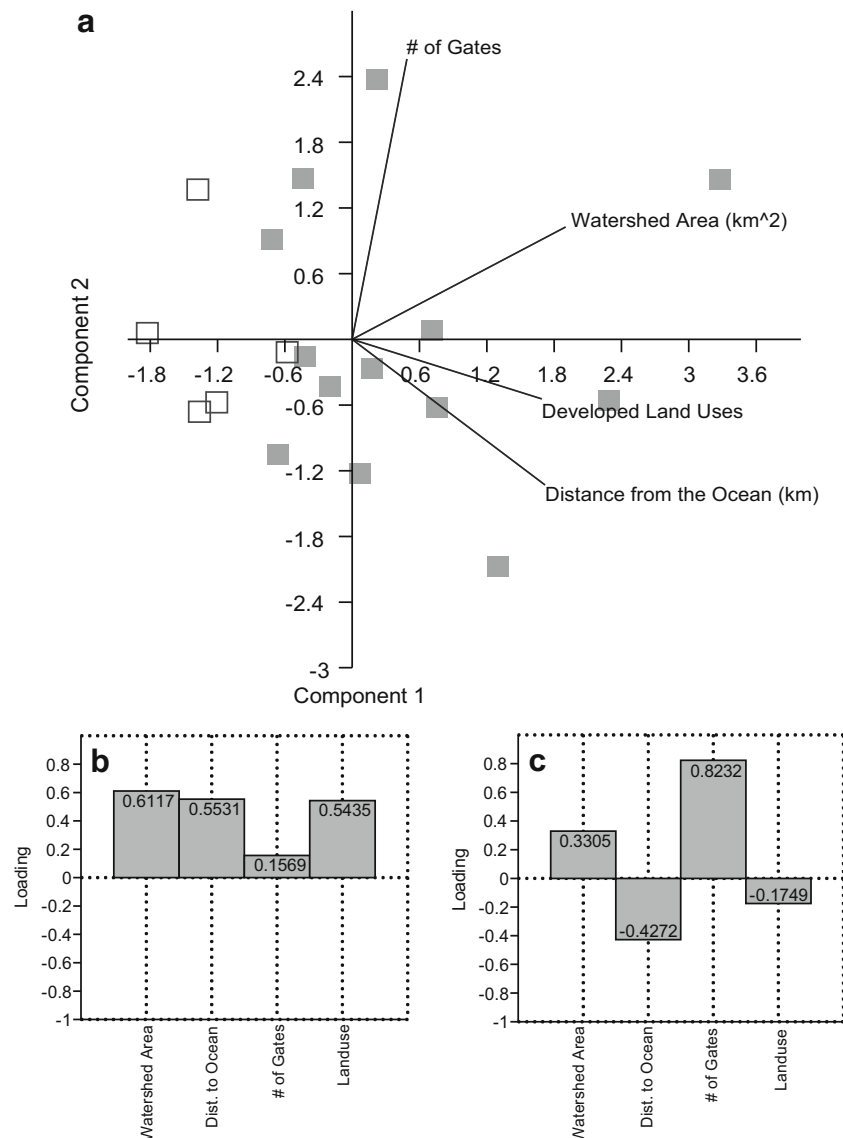 a
# of Gates
2.4
1.8
1.2
0.6
Watershed Area (km^2)
Component 2
-1.8 -1.2 -0.6 0.6 1.2 1.8 2.4 3 3.6
-0.6
Developed Land Uses
-1.2
Distance from the Ocean (km)
-1.8
-2.4
-3
Component 1
b
0.8
0.6
0.4
0.2
0
-0.2
-0.4
-0.6
-0.8
-1
Loading
0.6117
0.5531
0.1569
0.5435
Watershed Area
Dist. to Ocean
# of Gates
Landuse
c
0.8
0.6
0.4
0.2
0
-0.2
-0.4
-0.6
-0.8
-1
Loading
0.3305
-0.4272
0.8232
-0.1749
Watershed Area
Dist. to Ocean
# of Gates
Landuse